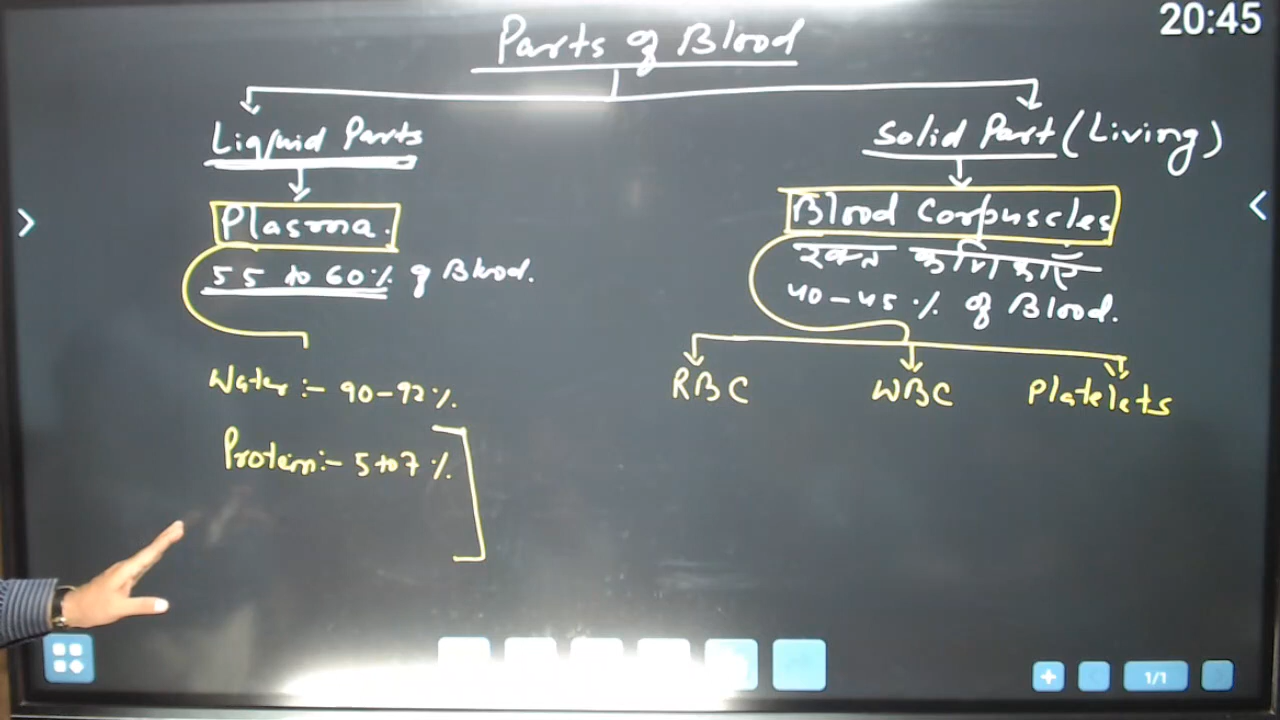 20:45
Parts of Blood
Liquid Parts
Solid Part (Living)
Plasma.
Blood Corpuscles
55 to 60% of Blood.
रक्त कणिकाएँ
40-45% of Blood.
Water:- 90-92%.
RBC
WBC
Platelets
Protein:- 5 to 7%.
1/1